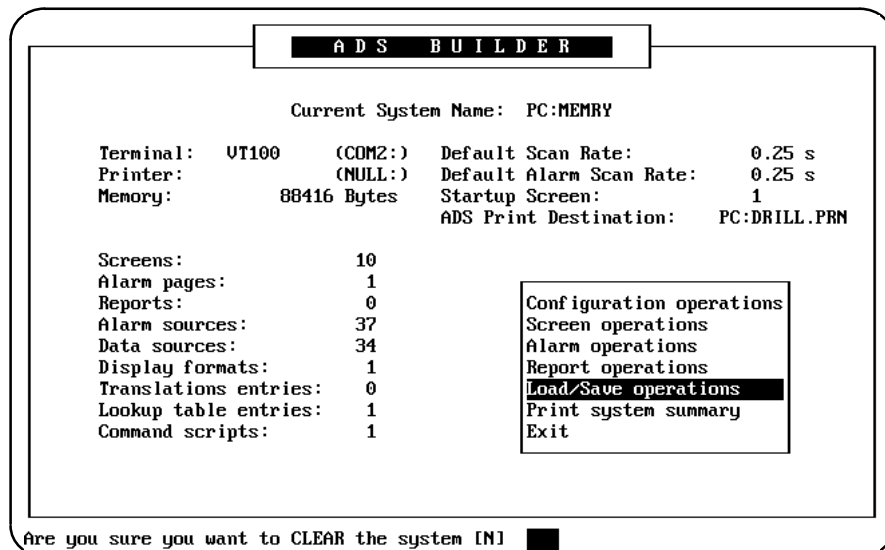 ADS BUILDER
Current System Name: PC:MEMRY
Terminal: VT100 (COM2:) Default Scan Rate: 0.25 s
Printer: (NULL:) Default Alarm Scan Rate: 0.25 s
Memory: 88416 Bytes Startup Screen: 1
ADS Print Destination: PC:DRILL.PRN
Screens: 10
Alarm pages: 1
Reports: 0
Alarm sources: 37
Data sources: 34
Display formats: 1
Translations entries: 0
Lookup table entries: 1
Command scripts: 1
Configuration operations
Screen operations
Alarm operations
Report operations
Load/Save operations
Print system summary
Exit
Are you sure you want to CLEAR the system [N]